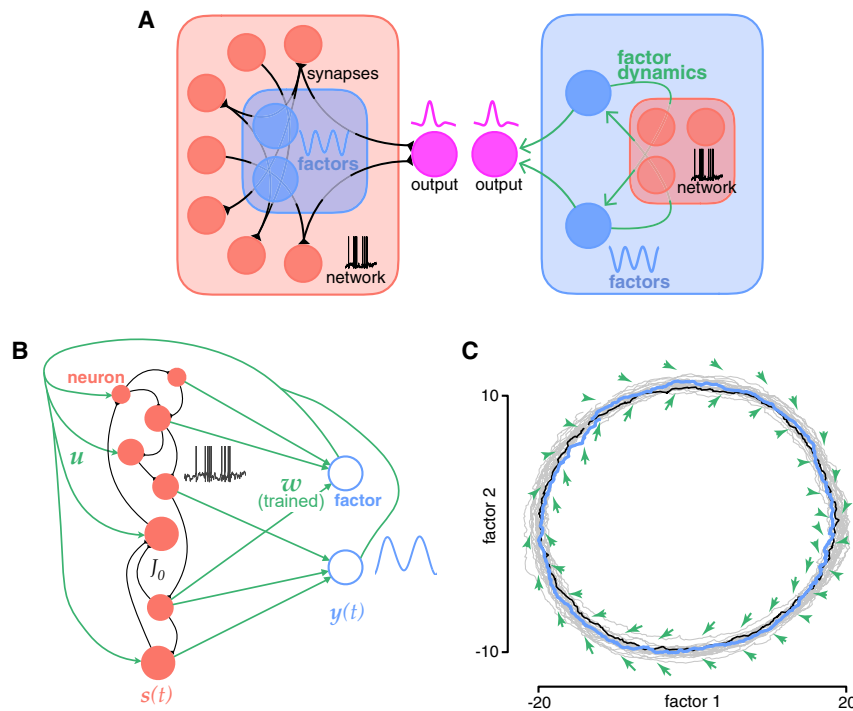 A
synapses
factors
network
output
output
factor
dynamics
network
factors
B
neuron
u
w
(trained)
factor
J0
y(t)
s(t)
C
10
factor 2
-10
-20
factor 1
20